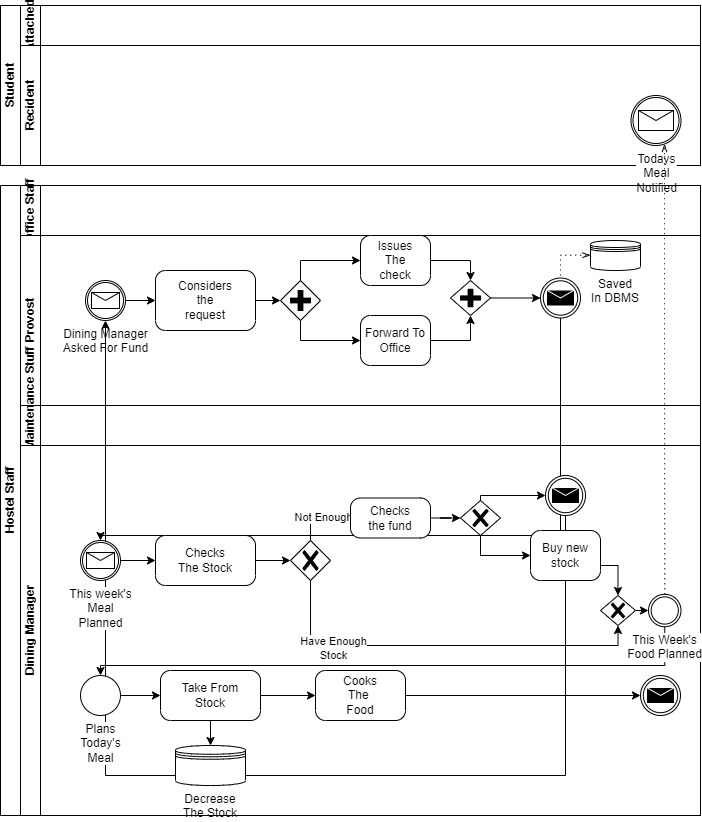 Student
ttached
Recident
Todays
Meal
Notified
Hostel Staff
ffice Staff
Provost
Dining Manager
Asked For Fund
Considers
the
request
Issues
The
check
Forward To
Office
Saved
In DBMS
Maintenance Stuff
Dining Manager
This week's
Meal
Planned
Checks
The Stock
Not Enough
Checks
the fund
Buy new
stock
Have Enough
Stock
This Week's
Food Planned
Plans
Today's
Meal
Take From
Stock
Cooks
The
Food
Decrease
The Stock